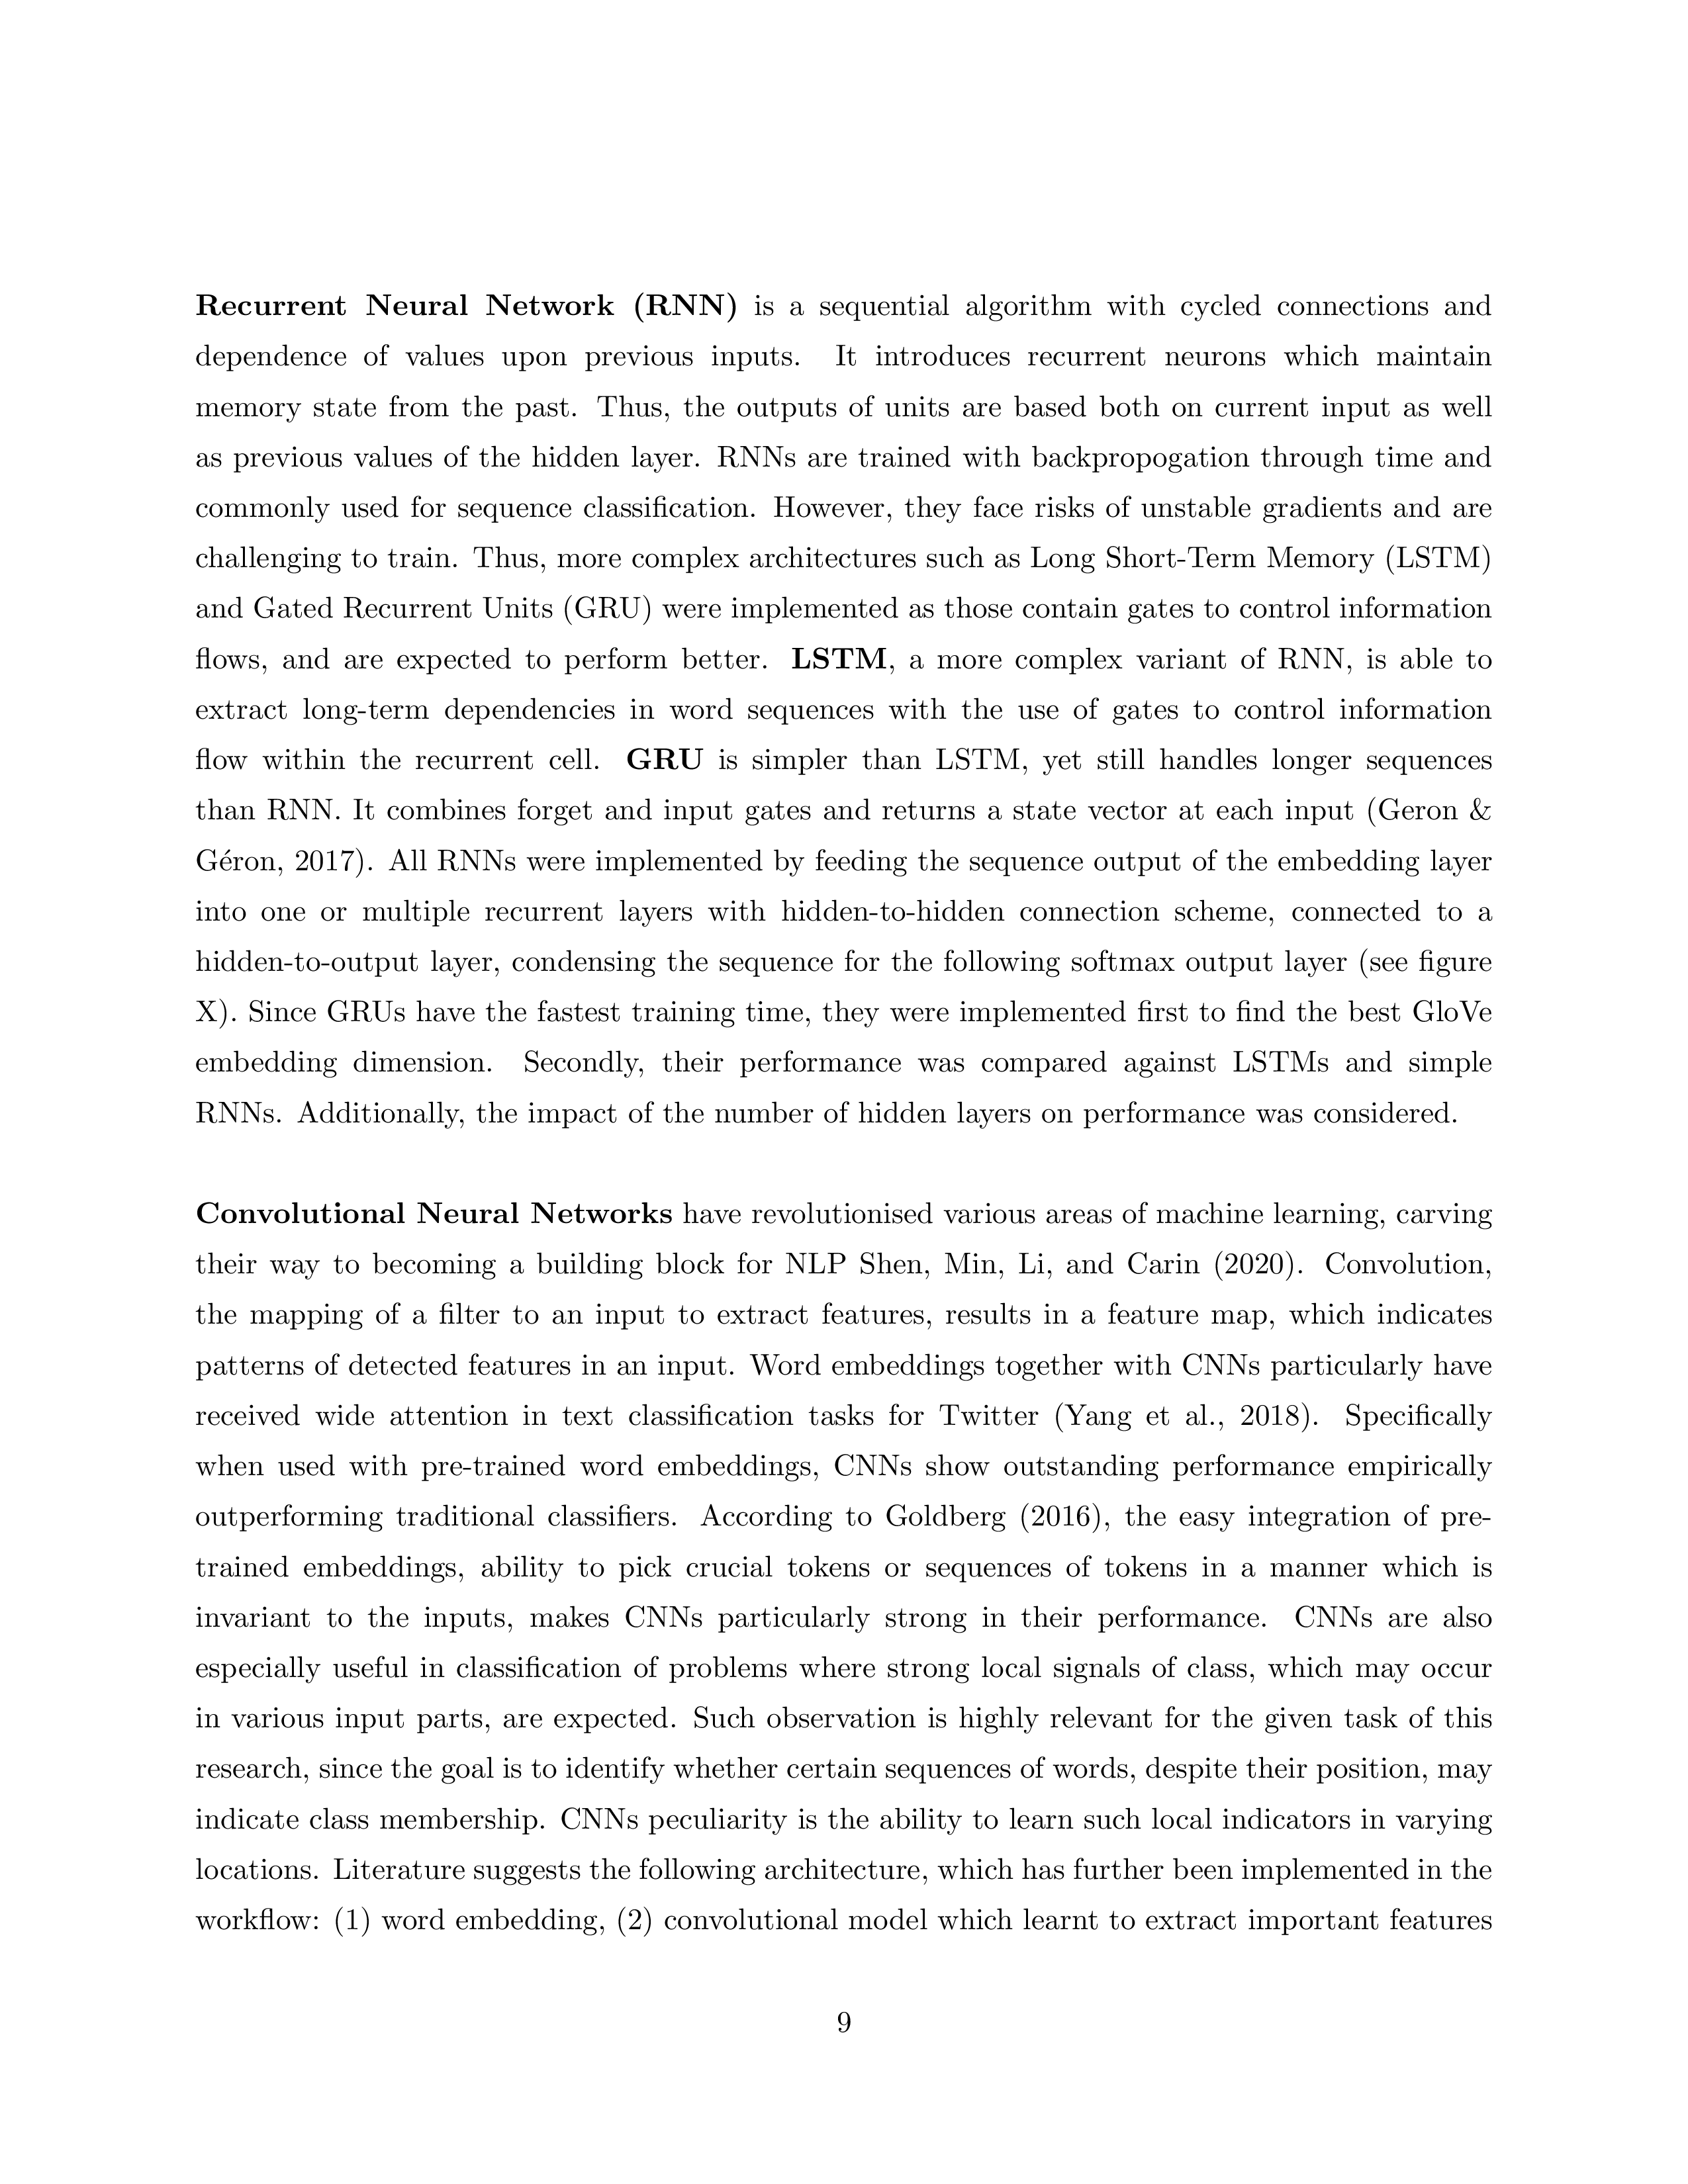 Recurrent Neural Network (RNN) is a sequential algorithm with cycled connections and
dependence of values upon previous inputs. It introduces recurrent neurons which maintain
memory state from the past. Thus, the outputs of units are based both on current input as well
as previous values of the hidden layer. RNNs are trained with backpropogation through time and
commonly used for sequence classification. However, they face risks of unstable gradients and are
challenging to train. Thus, more complex architectures such as Long Short-Term Memory (LSTM)
and Gated Recurrent Units (GRU) were implemented as those contain gates to control information
flows, and are expected to perform better. LSTM, a more complex variant of RNN, is able to
extract long-term dependencies in word sequences with the use of gates to control information
flow within the recurrent cell. GRU is simpler than LSTM, yet still handles longer sequences
than RNN. It combines forget and input gates and returns a state vector at each input (Geron &
Géron, 2017). All RNNs were implemented by feeding the sequence output of the embedding layer
into one or multiple recurrent layers with hidden-to-hidden connection scheme, connected to a
hidden-to-output layer, condensing the sequence for the following softmax output layer (see figure
X). Since GRUs have the fastest training time, they were implemented first to find the best GloVe
embedding dimension. Secondly, their performance was compared against LSTMs and simple
RNNs. Additionally, the impact of the number of hidden layers on performance was considered.
Convolutional Neural Networks have revolutionised various areas of machine learning, carving
their way to becoming a building block for NLP Shen, Min, Li, and Carin (2020). Convolution,
the mapping of a filter to an input to extract features, results in a feature map, which indicates
patterns of detected features in an input. Word embeddings together with CNNs particularly have
received wide attention in text classification tasks for Twitter (Yang et al., 2018). Specifically
when used with pre-trained word embeddings, CNNs show outstanding performance empirically
outperforming traditional classifiers. According to Goldberg (2016), the easy integration of pre-
trained embeddings, ability to pick crucial tokens or sequences of tokens in a manner which is
invariant to the inputs, makes CNNs particularly strong in their performance. CNNs are also
especially useful in classification of problems where strong local signals of class, which may occur
in various input parts, are expected. Such observation is highly relevant for the given task of this
research, since the goal is to identify whether certain sequences of words, despite their position, may
indicate class membership. CNNs peculiarity is the ability to learn such local indicators in varying
locations. Literature suggests the following architecture, which has further been implemented in the
workflow: (1) word embedding, (2) convolutional model which learnt to extract important features
9